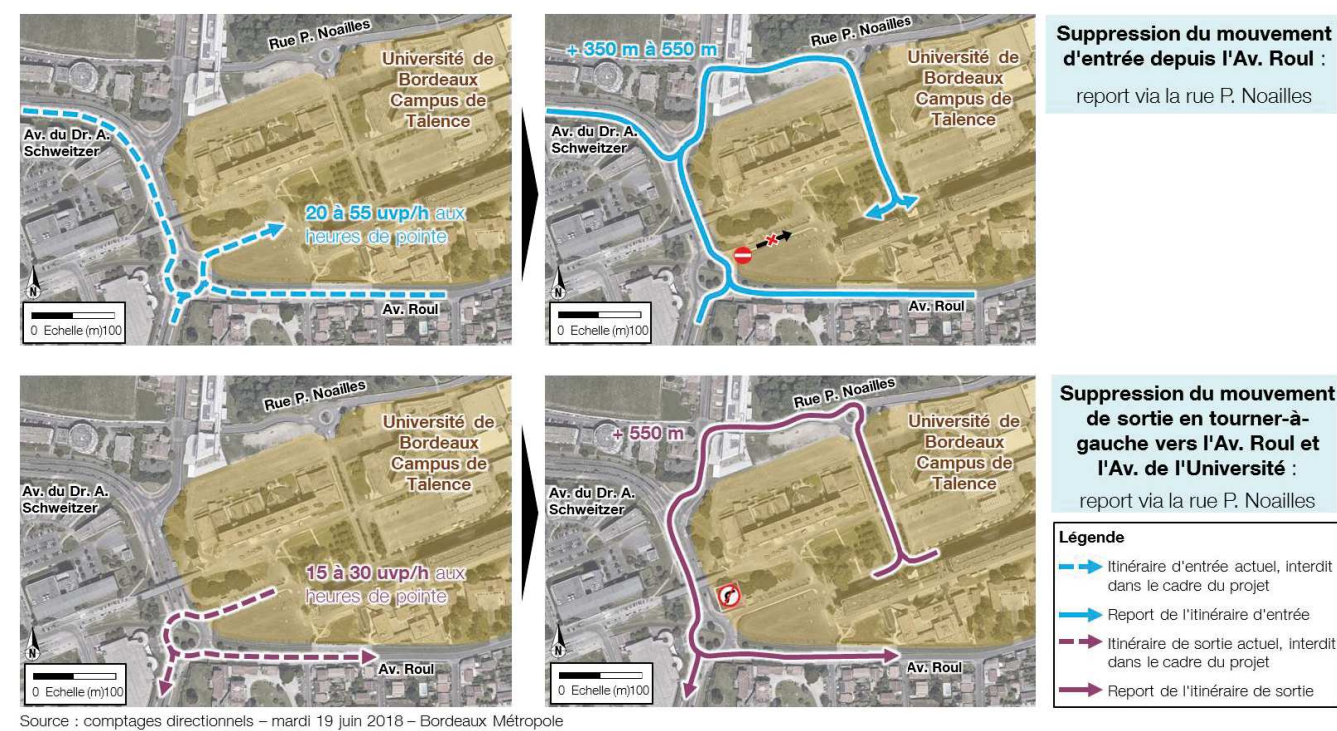 Rue P. Noailles
Université de
Bordeaux
Campus de
Talence
Av. du Dr. A.
Schweitzer
20 à 55 uvp/h aux
heures de pointe
Av. Roul
N
0 Echelle (m)100
+ 350 m à 550 m
Rue P. Noailles
Université de
Bordeaux
Campus de
Talence
Av. du Dr. A.
Schweitzer
Av. Roul
N
0 Echelle (m)100
Suppression du mouvement
d'entrée depuis l'Av. Roul :
report via la rue P. Noailles
Rue P. Noailles
Université de
Bordeaux
Campus de
Talence
Av. du Dr. A.
Schweitzer
15 à 30 uvp/h aux
heures de pointe
Av. Roul
N
0 Echelle (m)100
+ 550 m
Rue P. Noailles
Université de
Bordeaux
Campus de
Talence
Av. du Dr. A.
Schweitzer
Av. Roul
N
0 Echelle (m)100
Suppression du mouvement
de sortie en tourner-à-
gauche vers l'Av. Roul et
l'Av. de l'Université :
report via la rue P. Noailles
Légende
Itinéraire d'entrée actuel, interdit
dans le cadre du projet
Report de l'itinéraire d'entrée
Itinéraire de sortie actuel, interdit
dans le cadre du projet
Report de l'itinéraire de sortie
Source : comptages directionnels – mardi 19 juin 2018 – Bordeaux Métropole